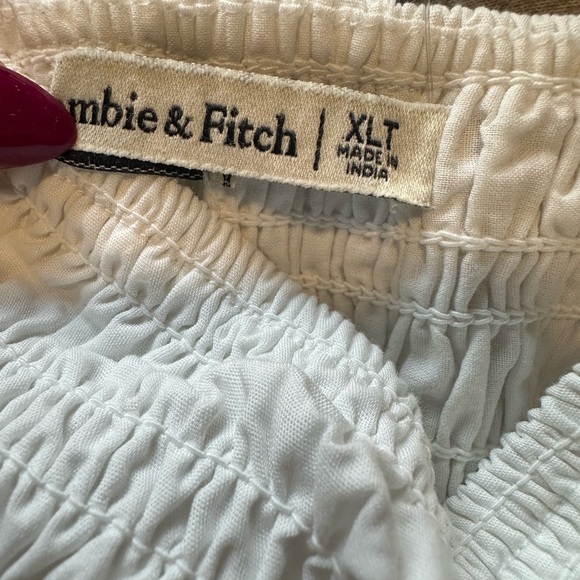 mbie & Fitch
XLT
MADE IN
INDIA